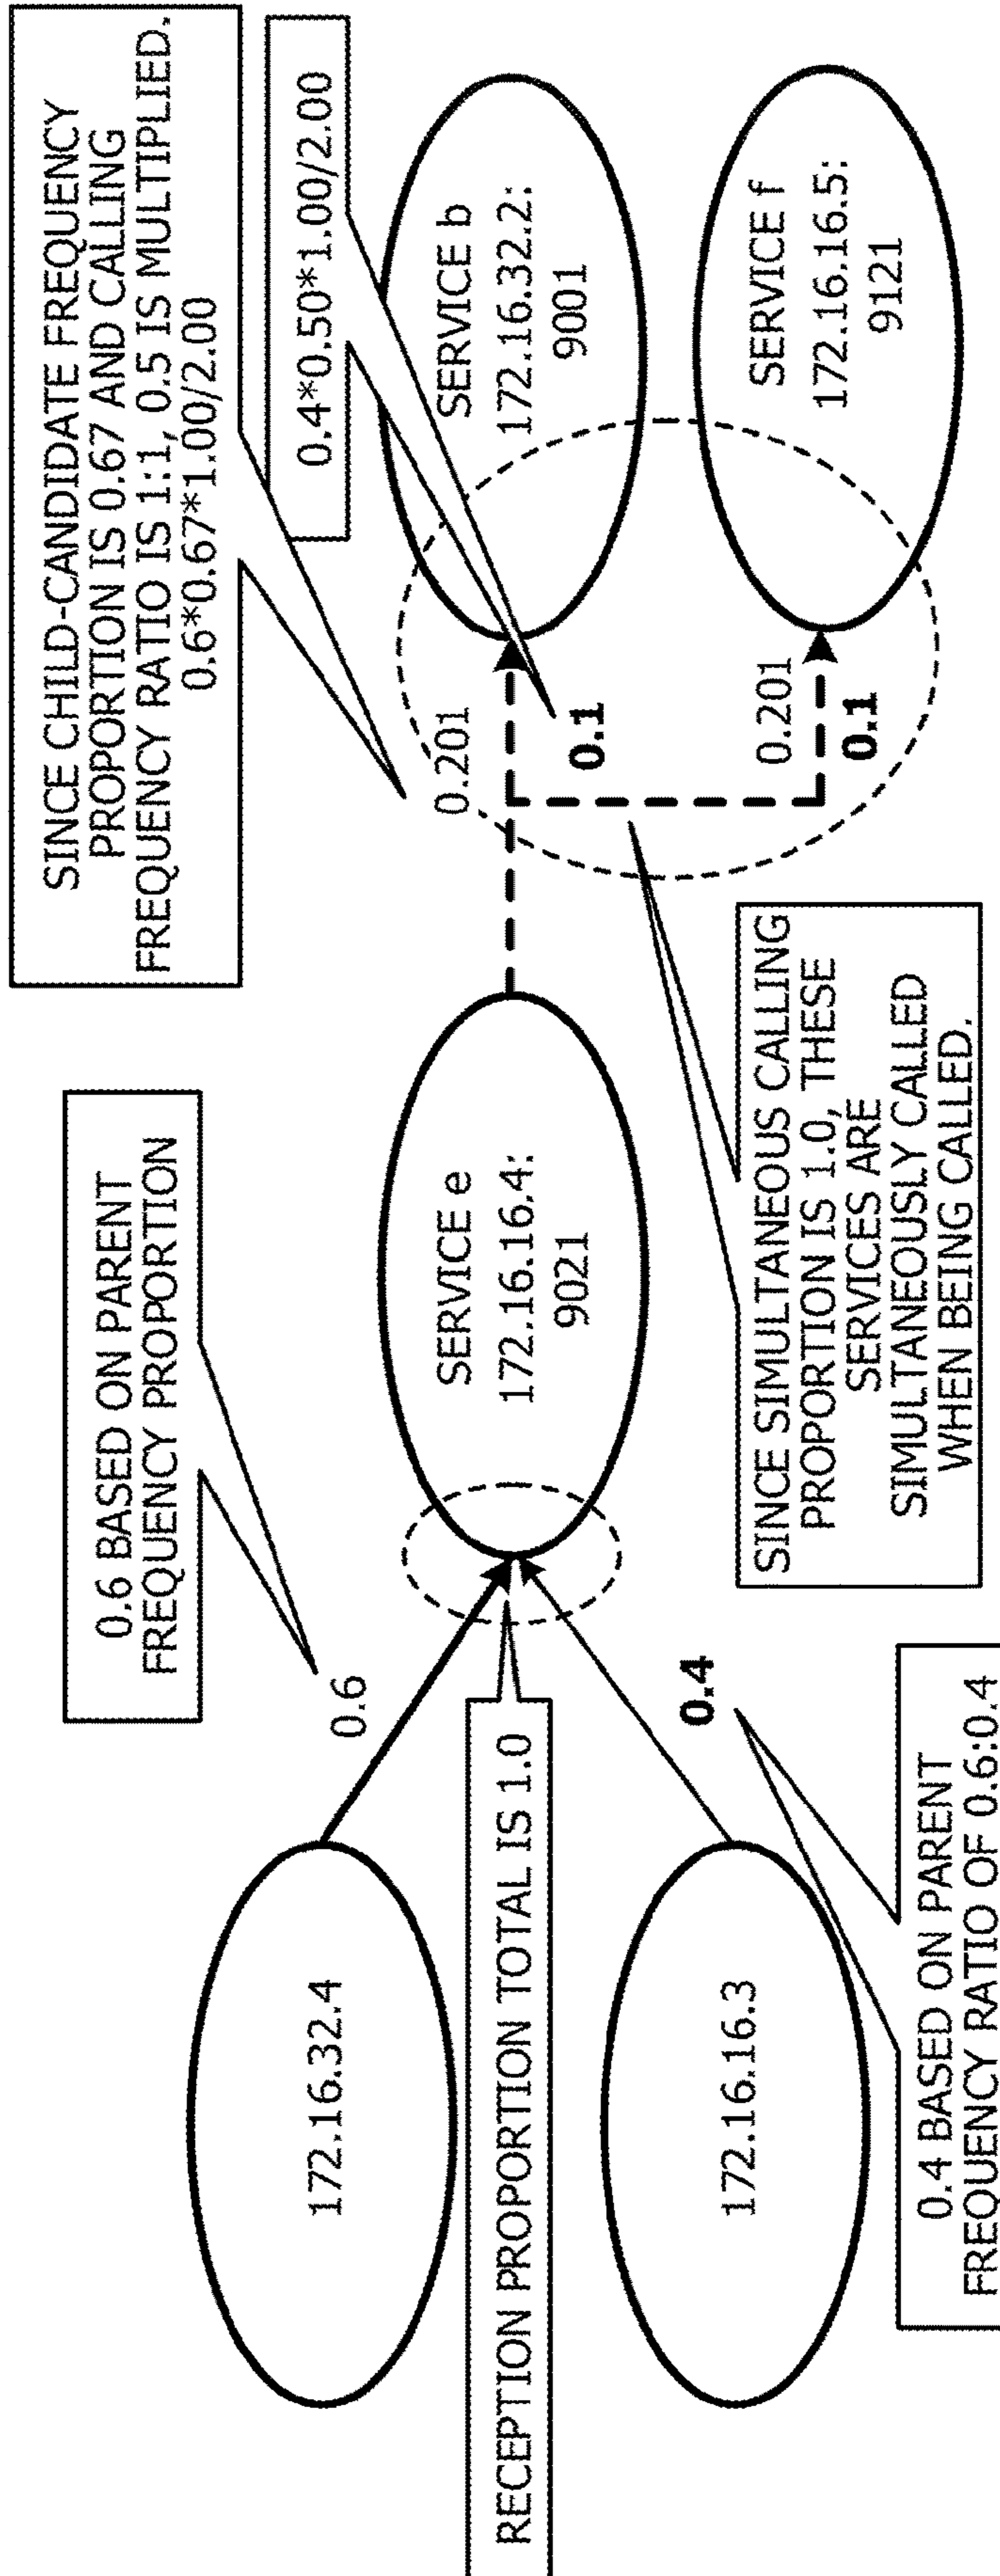 SINCE CHILD-CANDIDATE FREQUENCY
PROPORTION IS 0.67 AND CALLING
FREQUENCY RATIO IS 1:1, 0.5 IS MULTIPLIED.
0.6*0.67*1.00/2.00
0.4*0.50*1.00/2.00
0.6 BASED ON PARENT
FREQUENCY PROPORTION
172.16.32.4
0.6
SERVICE e
172.16.16.4:
9021
0.201
0.1
SERVICE b
172.16.32.2:
9001
RECEPTION PROPORTION TOTAL IS 1.0
172.16.16.3
0.4
0.201
0.1
SERVICE f
172.16.16.5:
9121
0.4 BASED ON PARENT
FREQUENCY RATIO OF 0.6:0.4
SINCE SIMULTANEOUS CALLING
PROPORTION IS 1.0, THESE
SERVICES ARE
SIMULTANEOUSLY CALLED
WHEN BEING CALLED.